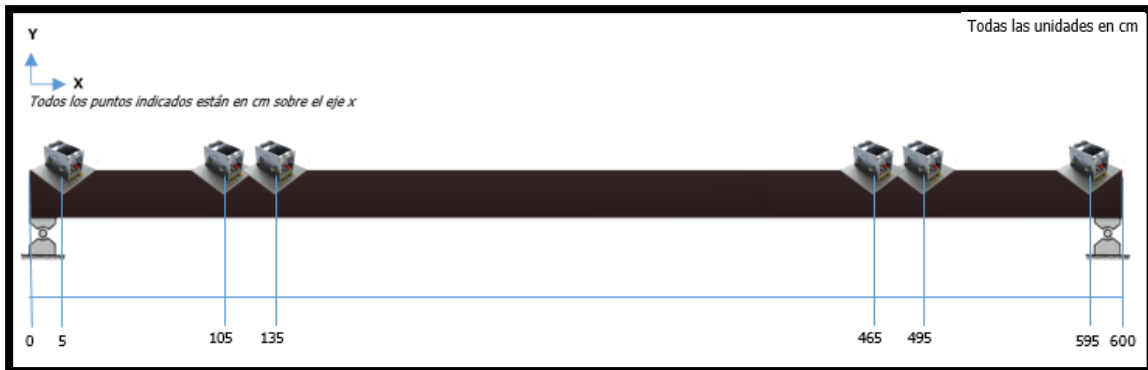 Todas las unidades en cm
Y
X
Todos los puntos indicados están en cm sobre el eje x
0 5 105 135 465 495 595 600